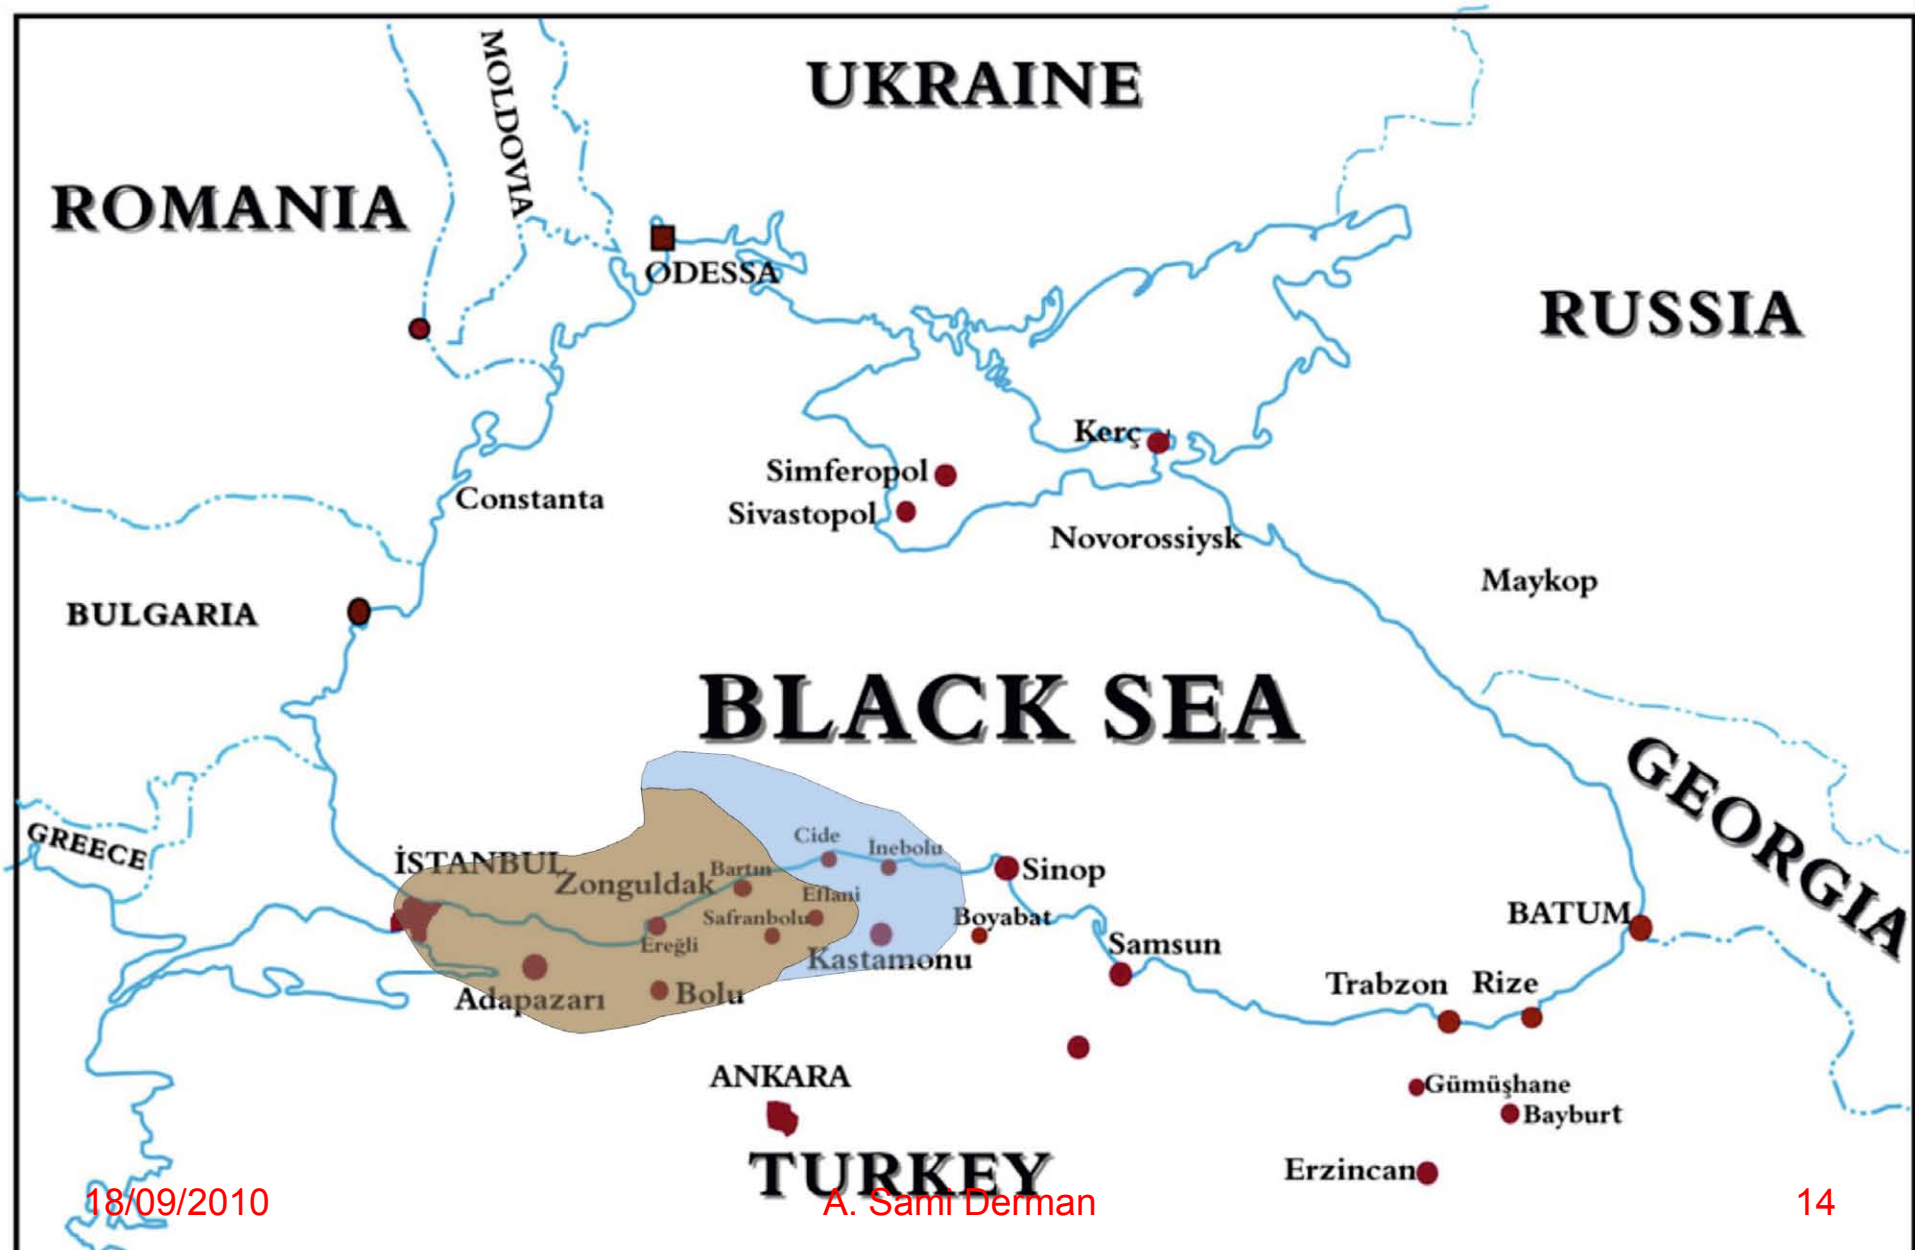 MOLDOVIA
UKRAINE
ROMANIA
ODESSA
RUSSIA
Kerç
Simferopol
Constanta
Sivastopol
Novorossiysk
Maykop
BULGARIA
BLACK SEA
GEORGIA
GREECE
İSTANBUL
Cide
İnebolu
Zonguldak
Bartın
Sinop
Eflani
Safranbolu
Boyabat
BATUM
Ereğli
Kastamonu
Samsun
Adapazarı
Bolu
Trabzon
Rize
ANKARA
Gümüşhane
Bayburt
TURKEY
Erzincan
18/09/2010
A. Sami Derman
14